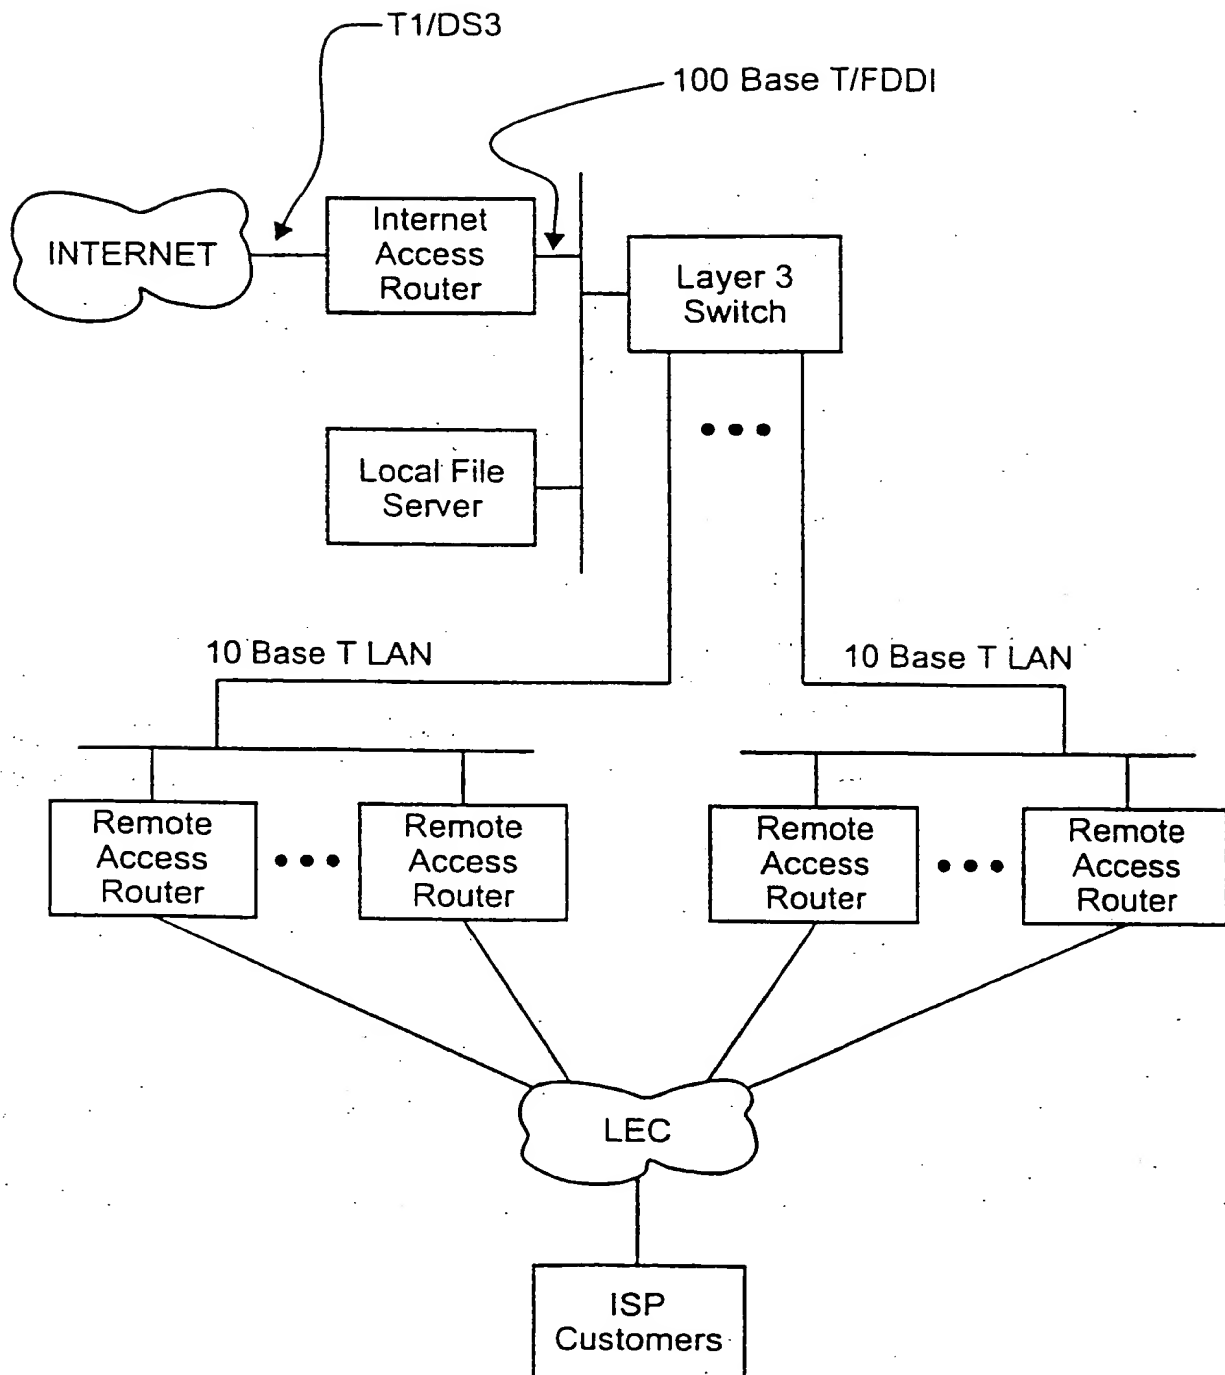 T1/DS3
100 Base T/FDDI
INTERNET
Internet
Access
Router
Layer 3
Switch
Local File
Server
10 Base T LAN
10 Base T LAN
Remote
Access
Router
Remote
Access
Router
Remote
Access
Router
Remote
Access
Router
LEC
ISP
Customers